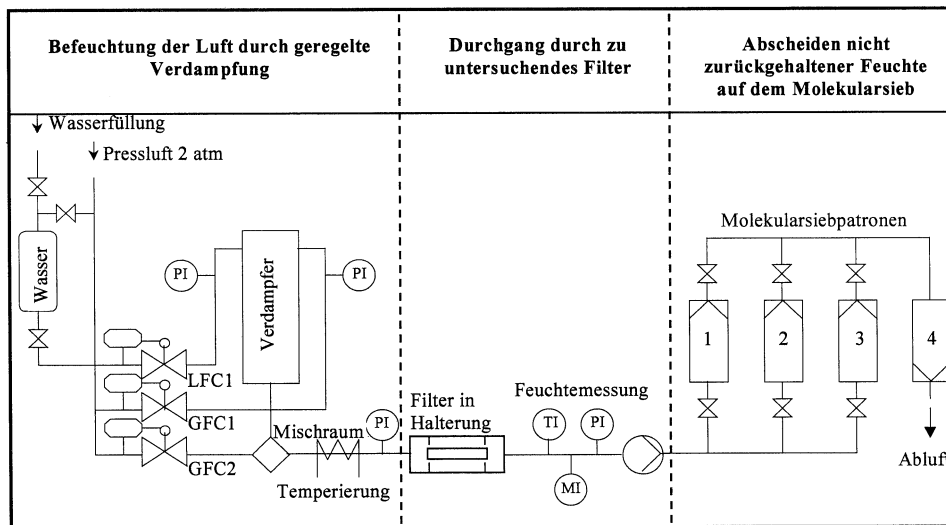 Befeuchtung der Luft durch geregelte
Verdampfung
Durchgang durch zu
untersuchendes Filter
Abscheiden nicht
zurückgehaltener Feuchte
auf dem Molekularsieb
Wasserfüllung
Pressluft 2 atm
Wasser
PI
Verdampfer
PI
LFC1
GFC1
GFC2
Mischraum
Temperierung
PI
Filter in
Halterung
Feuchtemessung
TI
PI
MI
Molekularsiebpatronen
1
2
3
4
Abluft